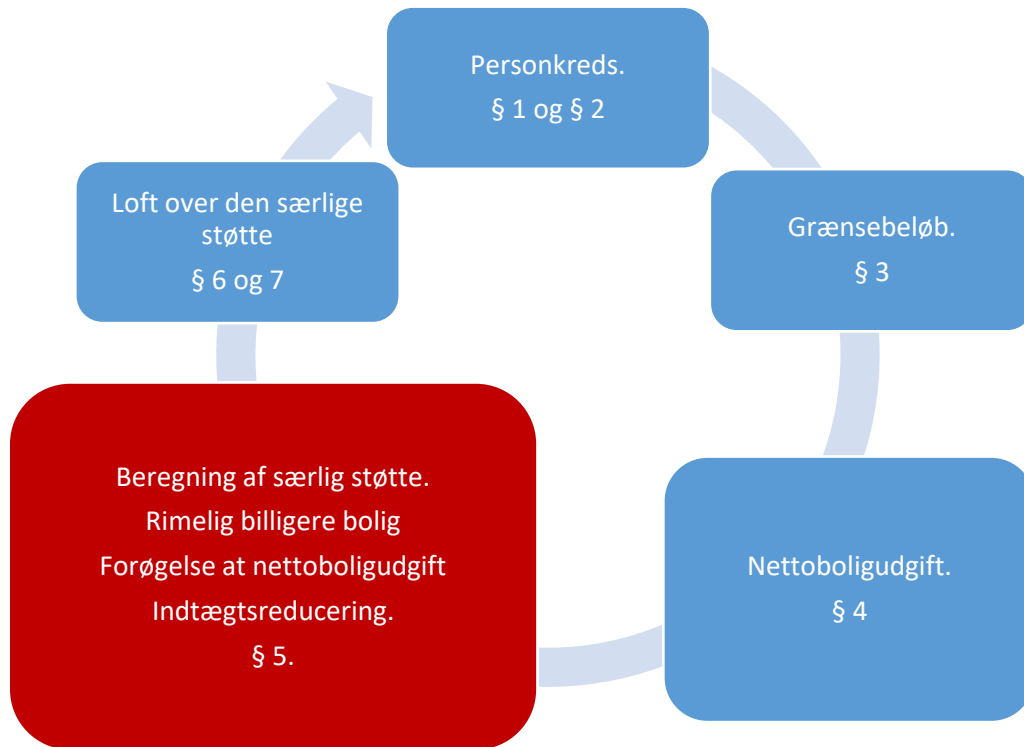 Personkreds.
§ 1 og § 2
Grænsebeløb.
§ 3
Nettoboligudgift.
§ 4
Beregning af særlig støtte.
Rimelig billigere bolig
Forøgelse at nettoboligudgift
Indtægtsreducering.
§ 5.
Loft over den særlige
støtte
§ 6 og 7